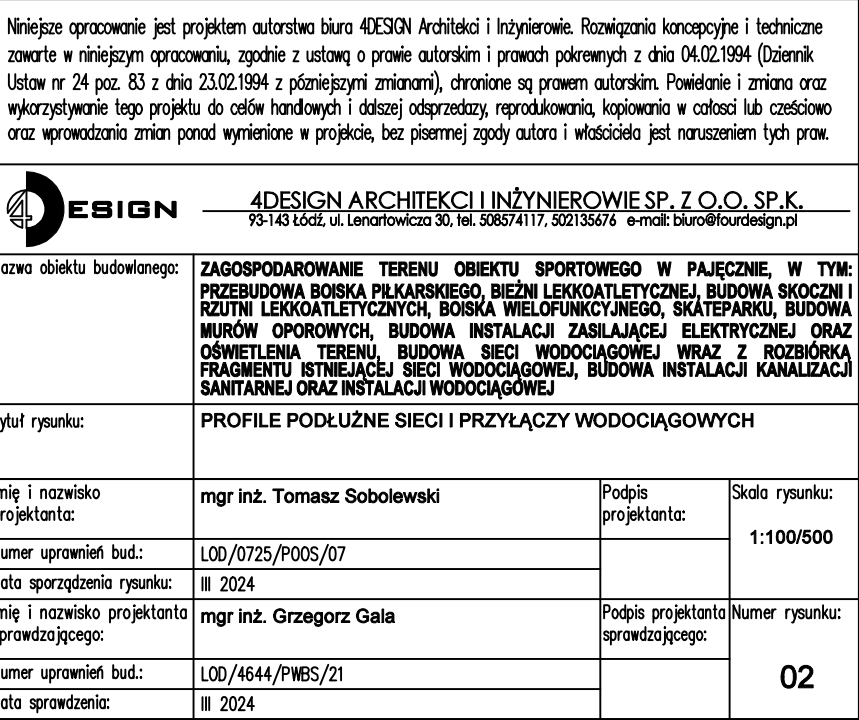 Niniejsze opracowanie jest projektem autorstwa biura 4DESIGN Architekci i Inżynierowie. Rozwiązania koncepcyjne i techniczne
zawarte w niniejszym opracowaniu, zgodnie z ustawą o prawie autorskim i prawach pokrewnych z dnia 04.02.1994 (Dziennik
Ustaw nr 24 poz. 83 z dnia 23.02.1994 z późniejszymi zmianami), chronione są prawem autorskim. Powielanie i zmiana oraz
wykorzystywanie tego projektu do celów handlowych i dalszej odsprzedazy, reprodukowania, kopiowania w całosci lub cześciowo
oraz wprowadzania zmian ponad wymienione w projekcie, bez pisemnej zgody autora i właściciela jest naruszeniem tych praw.
4 DESIGN
4DESIGN ARCHITEKCI I INŻYNIEROWIE SP. Z O.O. SP.K.
93-143 Łódź, ul. Lenartowicza 30, tel. 508574117, 502135676 e-mail: biuro@fourdesign.pl
azwa obiektu budowlanego:
ZAGOSPODAROWANIE TERENU OBIEKTU SPORTOWEGO W PAJĘCZNIE, W TYM:
PRZEBUDOWA BOISKA PIŁKARSKIEGO, BIEŻNI LEKKOATLETYCZNEJ, BUDOWA SKOCZNI I
RZUTNI LEKKOATLETYCZNYCH, BOISKA WIELOFUNKCYJNEGO, SKATEPARKU, BUDOWA
MURÓW OPOROWYCH, BUDOWA INSTALACJI ZASILAJĄCEJ ELEKTRYCZNEJ ORAZ
OŚWIETLENIA TERENU, BUDOWA SIECI WODOCIĄGOWEJ WRAZ Z ROZBIÓRKĄ
FRAGMENTU ISTNIEJĄCEJ SIECI WODOCIĄGOWEJ, BUDOWA INSTALACJI KANALIZACJI
SANITARNEJ ORAZ INSTALACJI WODOCIĄGOWEJ
ytuł rysunku:
PROFILE PODŁUŻNE SIECI I PRZYŁĄCZY WODOCIĄGOWYCH
mię i nazwisko
rojektanta:
mgr inż. Tomasz Sobolewski
Podpis
projektanta:
Skala rysunku:
1:100/500
umer uprawnień bud.:
LOD/0725/POOS/07
ata sporządzenia rysunku:
III 2024
mię i nazwisko projektanta
prawdzającego:
mgr inż. Grzegorz Gala
Podpis projektanta
sprawdzającego:
Numer rysunku:
02
umer uprawnień bud.:
LOD/4644/PWBS/21
ata sprawdzenia:
III 2024